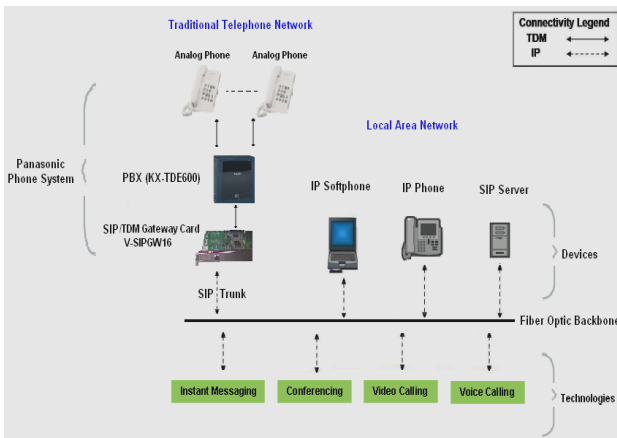 Traditional Telephone Network
Connectivity Legend
TDM
IP
Analog Phone
Analog Phone
Local Area Network
Panasonic
Phone System
PBX (KX-TDE600)
IP Softphone
IP Phone
SIP Server
SIP/TDM Gateway Card
V-SIPGW16
Devices
SIP Trunk
Fiber Optic Backbone
Instant Messaging
Conferencing
Video Calling
Voice Calling
Technologies